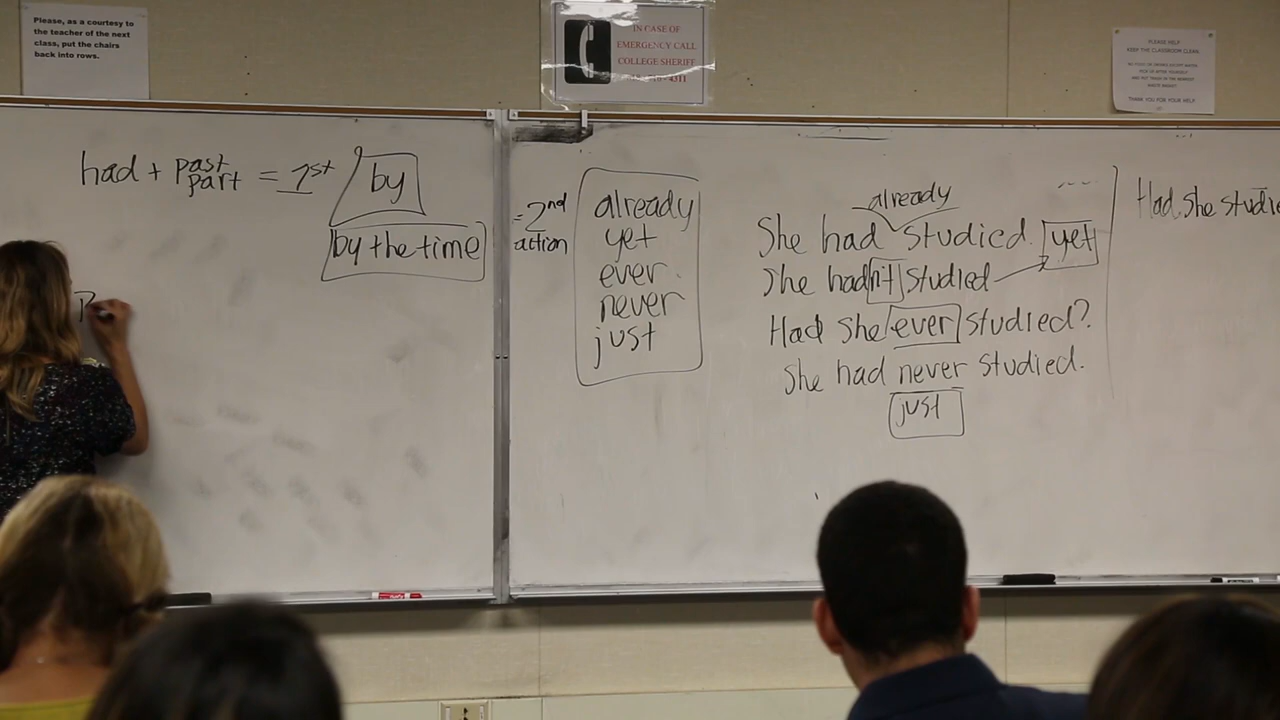 Please, as a courtesy to
the teacher of the next
class, put the chairs
back into rows.
IN CASE OF
EMERGENCY CALL
COLLEGE SHERIFF
PLEASE HELP
KEEP THE CLASSROOM CLEAN
THANK YOU FOR YOUR HELP
had + past part = 1st / by
by the time
= 2nd
action
already
yet
ever
never
just
already
She had studied. yet
She hadn't studied
Had she ever studied?
She had never studied.
just
Had she studie